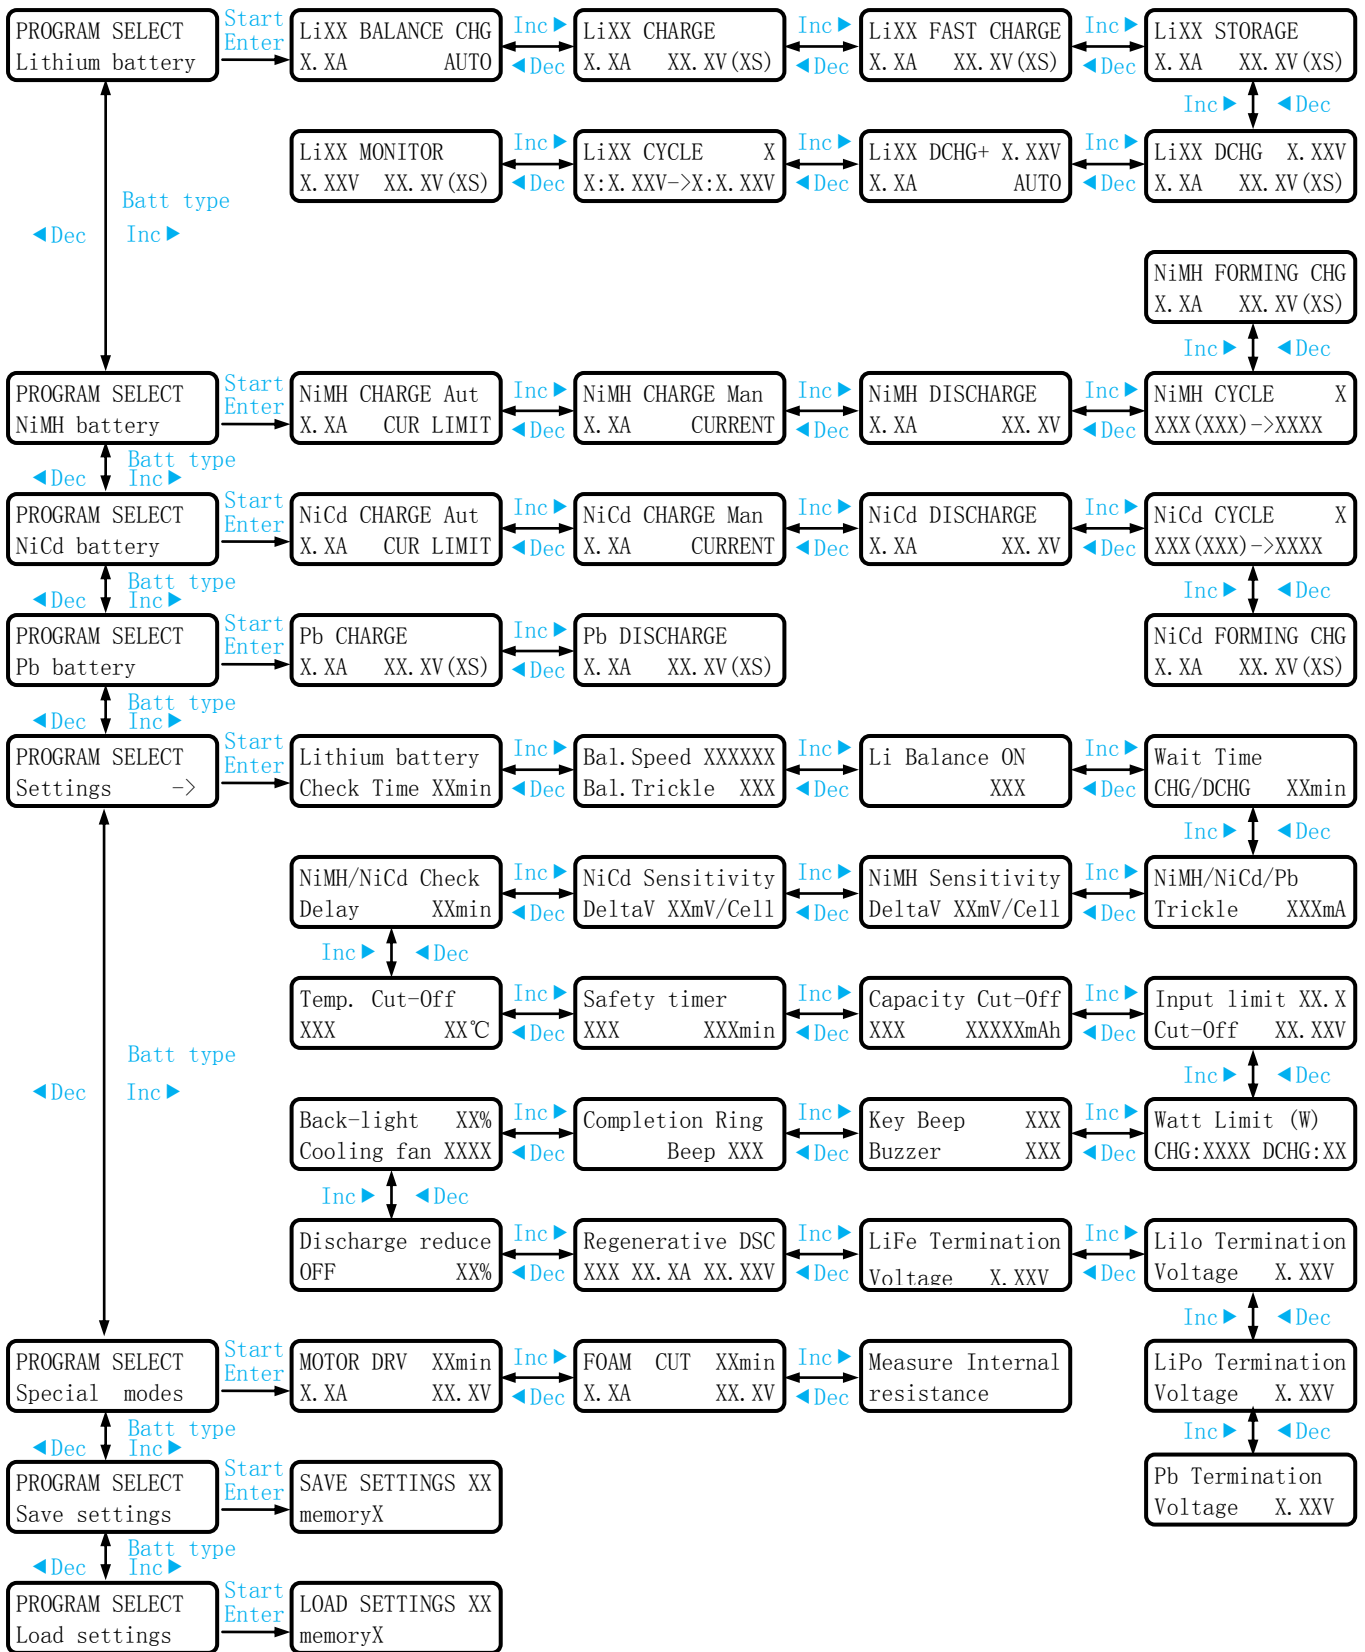 PROGRAM SELECT
Lithium battery
Start
Enter
LiXX BALANCE CHG
X.XA AUTO
Inc ▶
◀ Dec
LiXX CHARGE
X.XA XX.XV(XS)
Inc ▶
◀ Dec
LiXX FAST CHARGE
X.XA XX.XV(XS)
Inc ▶
◀ Dec
LiXX STORAGE
X.XA XX.XV(XS)
Inc ▶ ◀ Dec
LiXX MONITOR
X.XXV XX.XV(XS)
Inc ▶
◀ Dec
LiXX CYCLE X
X:X.XXV->X:X.XXV
Inc ▶
◀ Dec
LiXX DCHG+ X.XXV
X.XA AUTO
Inc ▶
◀ Dec
LiXX DCHG X.XXV
X.XA XX.XV(XS)
Batt type
◀ Dec Inc ▶
NiMH FORMING CHG
X.XA XX.XV(XS)
Inc ▶ ◀ Dec
PROGRAM SELECT
NiMH battery
Start
Enter
NiMH CHARGE Aut
X.XA CUR LIMIT
Inc ▶
◀ Dec
NiMH CHARGE Man
X.XA CURRENT
Inc ▶
◀ Dec
NiMH DISCHARGE
X.XA XX.XV
Inc ▶
◀ Dec
NiMH CYCLE X
XXX(XXX)->XXXX
Batt type
◀ Dec Inc ▶
PROGRAM SELECT
NiCd battery
Start
Enter
NiCd CHARGE Aut
X.XA CUR LIMIT
Inc ▶
◀ Dec
NiCd CHARGE Man
X.XA CURRENT
Inc ▶
◀ Dec
NiCd DISCHARGE
X.XA XX.XV
Inc ▶
◀ Dec
NiCd CYCLE X
XXX(XXX)->XXXX
Batt type
◀ Dec Inc ▶
Inc ▶ ◀ Dec
PROGRAM SELECT
Pb battery
Start
Enter
Pb CHARGE
X.XA XX.XV(XS)
Inc ▶
◀ Dec
Pb DISCHARGE
X.XA XX.XV(XS)
NiCd FORMING CHG
X.XA XX.XV(XS)
Batt type
◀ Dec Inc ▶
PROGRAM SELECT
Settings ->
Start
Enter
Lithium battery
Check Time XXmin
Inc ▶
◀ Dec
Bal.Speed XXXXXX
Bal.Trickle XXX
Inc ▶
◀ Dec
Li Balance ON
XXX
Inc ▶
◀ Dec
Wait Time
CHG/DCHG XXmin
Inc ▶ ◀ Dec
NiMH/NiCd Check
Delay XXmin
Inc ▶
◀ Dec
NiCd Sensitivity
DeltaV XXmV/Cell
Inc ▶
◀ Dec
NiMH Sensitivity
DeltaV XXmV/Cell
Inc ▶
◀ Dec
NiMH/NiCd/Pb
Trickle XXXmA
Inc ▶ ◀ Dec
Temp. Cut-Off
XXX XX℃
Inc ▶
◀ Dec
Safety timer
XXX XXXmin
Inc ▶
◀ Dec
Capacity Cut-Off
XXX XXXXXmAh
Inc ▶
◀ Dec
Input limit XX.X
Cut-Off XX.XXV
Batt type
◀ Dec Inc ▶
Inc ▶ ◀ Dec
Back-light XX%
Cooling fan XXXX
Inc ▶
◀ Dec
Completion Ring
Beep XXX
Inc ▶
◀ Dec
Key Beep XXX
Buzzer XXX
Inc ▶
◀ Dec
Watt Limit (W)
CHG:XXXX DCHG:XX
Inc ▶ ◀ Dec
Discharge reduce
OFF XX%
Inc ▶
◀ Dec
Regenerative DSC
XXX XX.XA XX.XXV
Inc ▶
◀ Dec
LiFe Termination
Voltage X.XXV
Inc ▶
◀ Dec
LiIo Termination
Voltage X.XXV
Inc ▶ ◀ Dec
PROGRAM SELECT
Special modes
Start
Enter
MOTOR DRV XXmin
X.XA XX.XV
Inc ▶
◀ Dec
FOAM CUT XXmin
X.XA XX.XV
Inc ▶
◀ Dec
Measure Internal
resistance
LiPo Termination
Voltage X.XXV
Batt type
◀ Dec Inc ▶
Inc ▶ ◀ Dec
PROGRAM SELECT
Save settings
Start
Enter
SAVE SETTINGS XX
memoryX
Pb Termination
Voltage X.XXV
Batt type
◀ Dec Inc ▶
PROGRAM SELECT
Load settings
Start
Enter
LOAD SETTINGS XX
memoryX